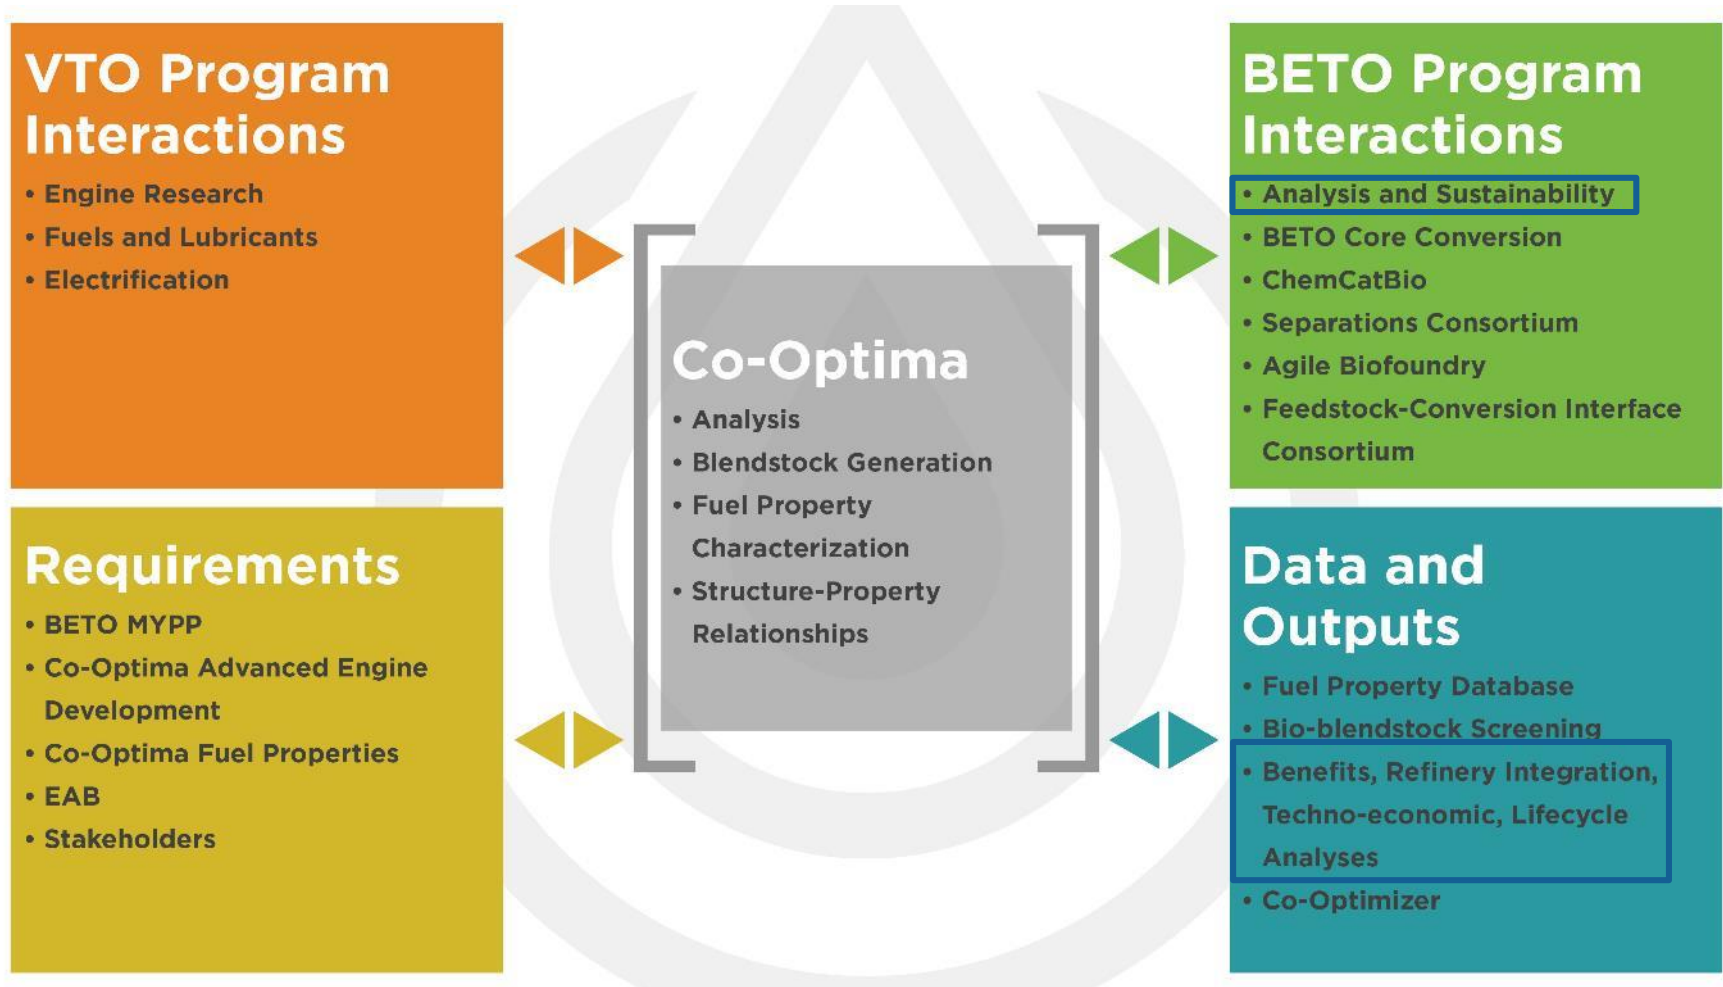 VTO Program
Interactions
• Engine Research
• Fuels and Lubricants
• Electrification
Requirements
• BETO MYPP
• Co-Optima Advanced Engine
Development
• Co-Optima Fuel Properties
• EAB
• Stakeholders
Co-Optima
• Analysis
• Blendstock Generation
• Fuel Property
Characterization
• Structure-Property
Relationships
BETO Program
Interactions
• Analysis and Sustainability
• BETO Core Conversion
• ChemCatBio
• Separations Consortium
• Agile Biofoundry
• Feedstock-Conversion Interface
Consortium
Data and
Outputs
• Fuel Property Database
• Bio-blendstock Screening
• Benefits, Refinery Integration,
Techno-economic, Lifecycle
Analyses
• Co-Optimizer